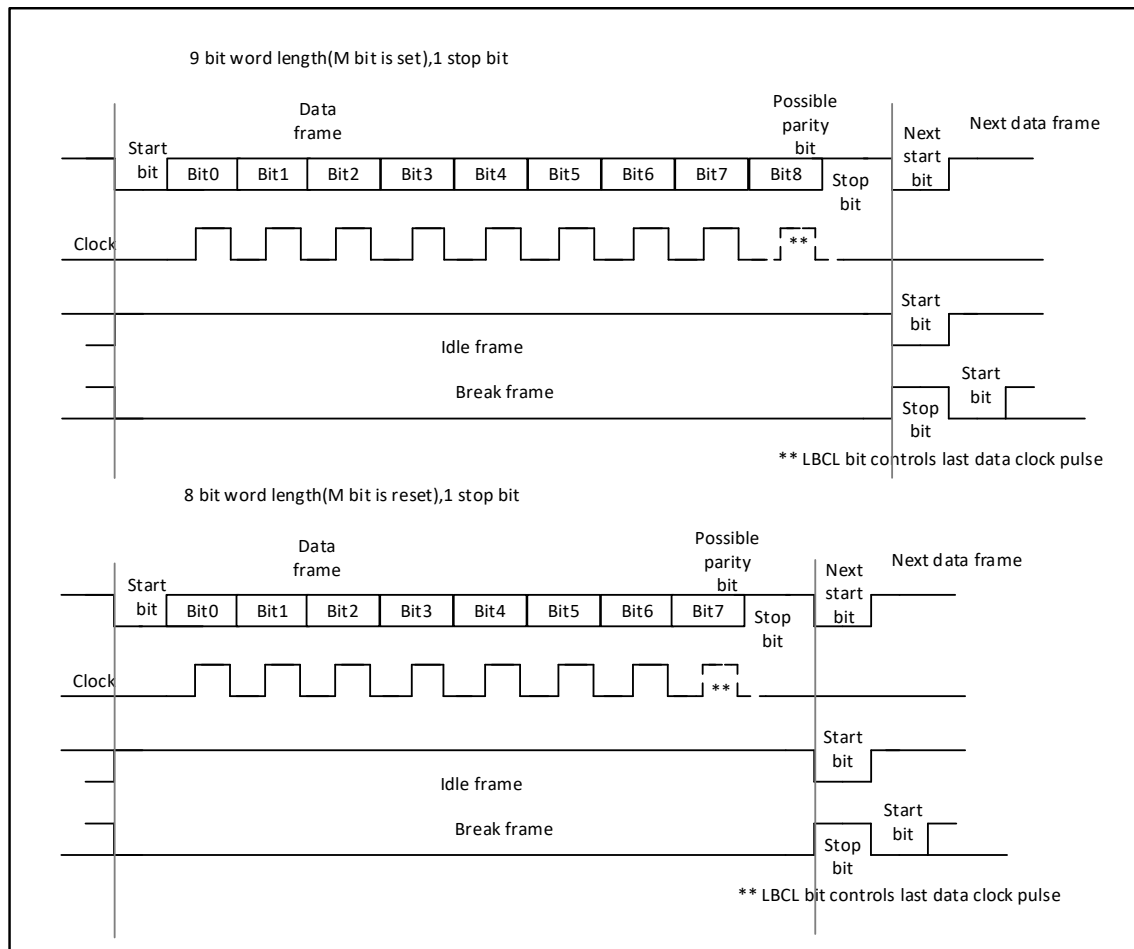 9 bit word length(M bit is set),1 stop bit
Data
frame
Possible
parity
bit
Start
bit
Bit0 Bit1 Bit2 Bit3 Bit4 Bit5 Bit6 Bit7 Bit8
Stop
bit
Next
start
bit
Next data frame
Clock
**
Idle frame
Start
bit
Break frame
Stop
bit
Start
bit
** LBCL bit controls last data clock pulse
8 bit word length(M bit is reset),1 stop bit
Data
frame
Possible
parity
bit
Start
bit
Bit0 Bit1 Bit2 Bit3 Bit4 Bit5 Bit6 Bit7
Stop
bit
Next
start
bit
Next data frame
Clock
**
Idle frame
Start
bit
Break frame
Stop
bit
Start
bit
** LBCL bit controls last data clock pulse